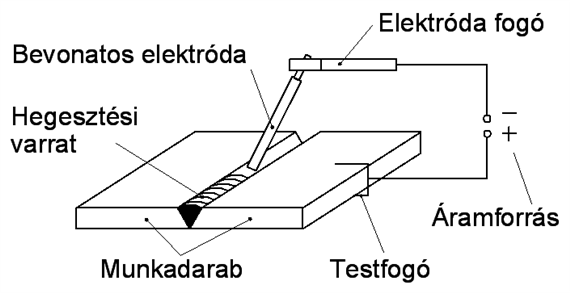 Elektróda fogó
Bevonatos elektróda
Hegesztési
varrat
−
+
Áramforrás
Munkadarab
Testfogó